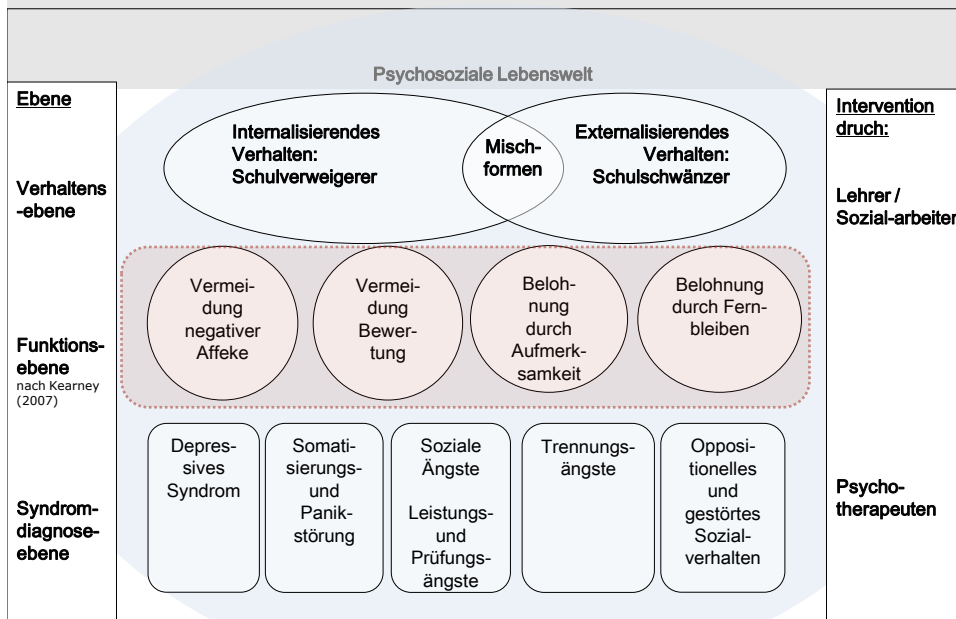 Psychosoziale Lebenswelt
Ebene
Verhaltens
-ebene
Funktions-
ebene
nach Kearney
(2007)
Syndrom-
diagnose-
ebene
Internalisierendes
Verhalten:
Schulverweigerer
Misch-
formen
Externalisierendes
Verhalten:
Schulschwänzer
Vermei-
dung
negativer
Affeke
Vermei-
dung
Bewer-
tung
Beloh-
nung
durch
Aufmerk-
samkeit
Belohnung
durch Fern-
bleiben
Depres-
sives
Syndrom
Somati-
sierungs-
und
Panik-
störung
Soziale
Ängste
Leistungs-
und
Prüfungs-
ängste
Trennungs-
ängste
Opposi-
tionelles
und
gestörtes
Sozial-
verhalten
Intervention
druch:
Lehrer /
Sozial-arbeiter
Psycho-
therapeuten